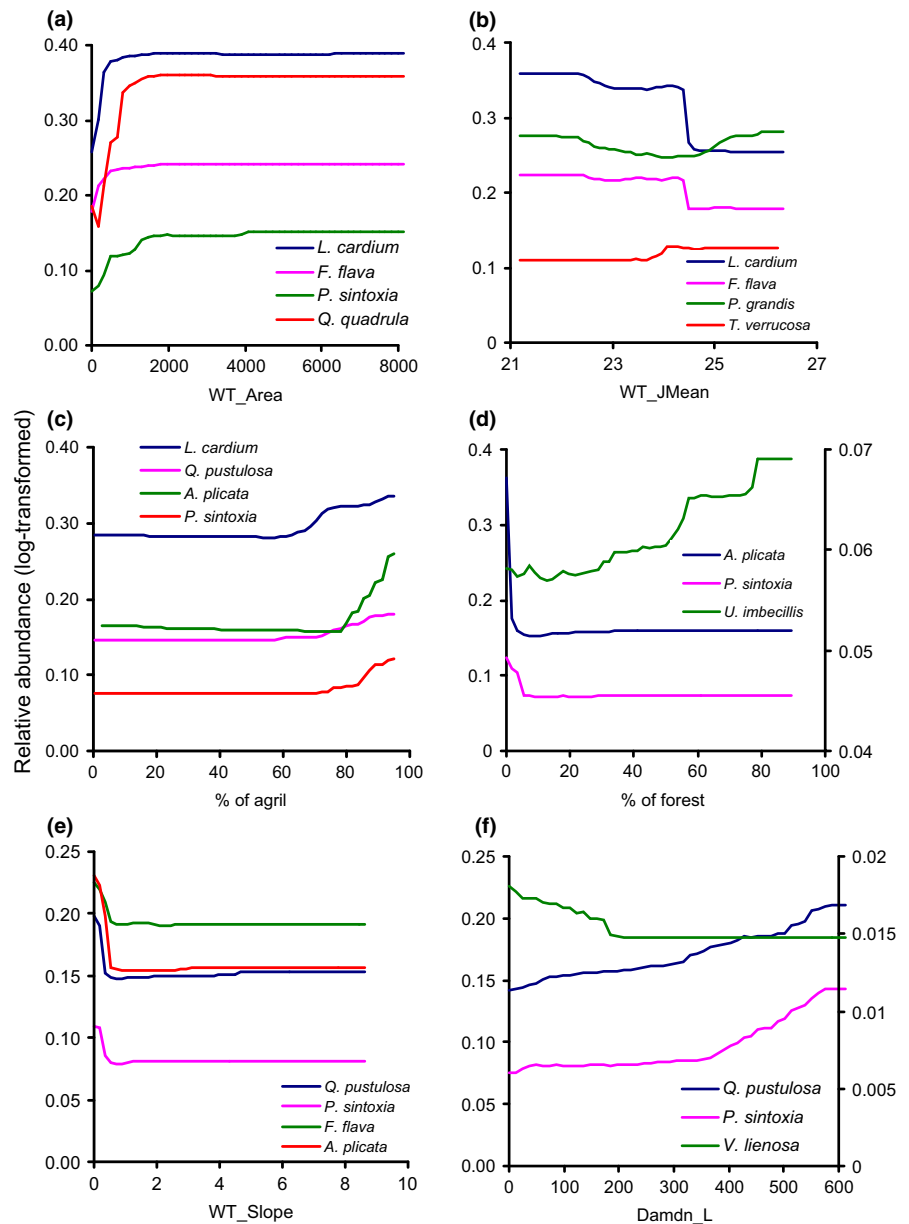 (a)
0.40
0.30
0.20
0.10
0.00
0 2000 4000 6000 8000
WT_Area
L. cardium
F. flava
P. sintoxia
Q. quadrula
(b)
0.4
0.3
0.2
0.1
0
21 23 25 27
WT_JMean
L. cardium
F. flava
P. grandis
T. verrucosa
Relative abundance (log-transformed)
(c)
0.40
0.30
0.20
0.10
0.00
0 20 40 60 80 100
% of agril
L. cardium
Q. pustulosa
A. plicata
P. sintoxia
(d)
0.4
0.3
0.2
0.1
0
0.07
0.06
0.05
0.04
0 20 40 60 80 100
% of forest
A. plicata
P. sintoxia
U. imbecillis
(e)
0.25
0.20
0.15
0.10
0.05
0.00
0 2 4 6 8 10
WT_Slope
Q. pustulosa
P. sintoxia
F. flava
A. plicata
(f)
0.25
0.20
0.15
0.10
0.05
0.00
0.02
0.015
0.01
0.005
0
0 100 200 300 400 500 600
Damdn_L
Q. pustulosa
P. sintoxia
V. lienosa